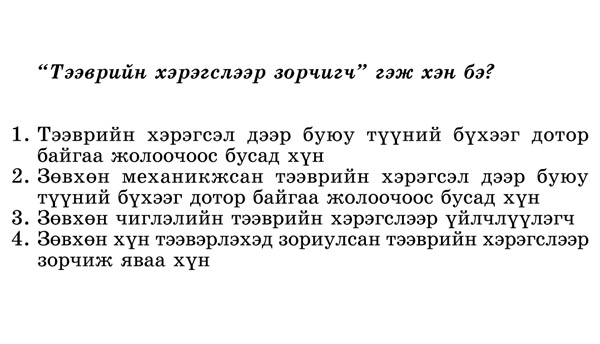 “Тээврийн хэрэгслээр зорчигч” гэж хэн бэ?
1. Тээврийн хэрэгсэл дээр буюу түүний бүхээг дотор
байгаа жолоочоос бусад хүн
2. Зөвхөн механикжсан тээврийн хэрэгсэл дээр буюу
түүний бүхээг дотор байгаа жолоочоос бусад хүн
3. Зөвхөн чиглэлийн тээврийн хэрэгслээр үйлчлүүлэгч
4. Зөвхөн хүн тээвэрлэхэд зориулсан тээврийн хэрэгслээр
зорчиж яваа хүн